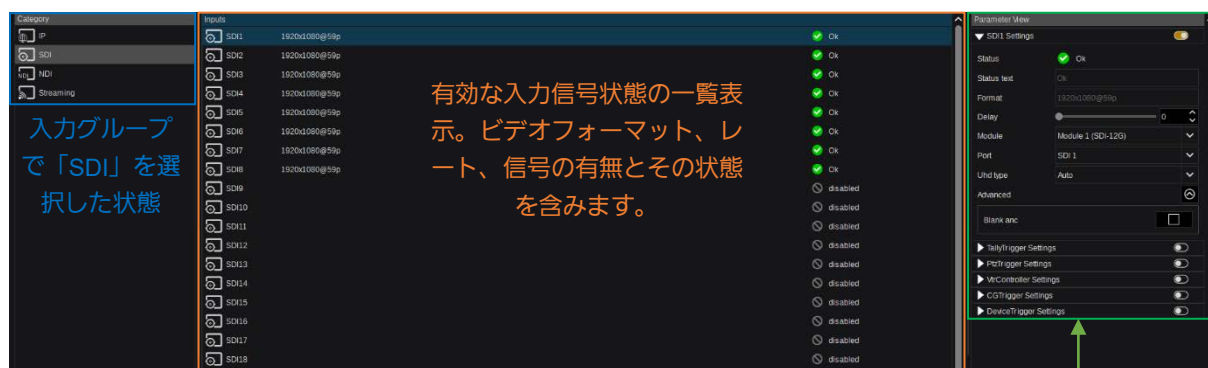 Category
IP
SDI
NDI
Streaming
入力グループ
で「SDI」を選
択した状態
Inputs
SDI1 1920x1080@59p Ok
SDI2 1920x1080@59p Ok
SDI3 1920x1080@59p Ok
SDI4 1920x1080@59p Ok
SDI5 1920x1080@59p Ok
SDI6 1920x1080@59p Ok
SDI7 1920x1080@59p Ok
SDI8 1920x1080@59p Ok
SDI9 disabled
SDI10 disabled
SDI11 disabled
SDI12 disabled
SDI13 disabled
SDI14 disabled
SDI15 disabled
SDI16 disabled
SDI17 disabled
SDI18 disabled
有効な入力信号状態の一覧表
示。ビデオフォーマット、レ
ート、信号の有無とその状態
を含みます。
Parameter View
SDI1 Settings
Status Ok
Status text Ok
Format 1920x1080@59p
Delay 0
Module Module 1 (SDI-12G)
Port SDI 1
Uhd type Auto
Advanced
Blank anc
TallyTrigger Settings
PtzTrigger Settings
VtrController Settings
CGTrigger Settings
DeviceTrigger Settings